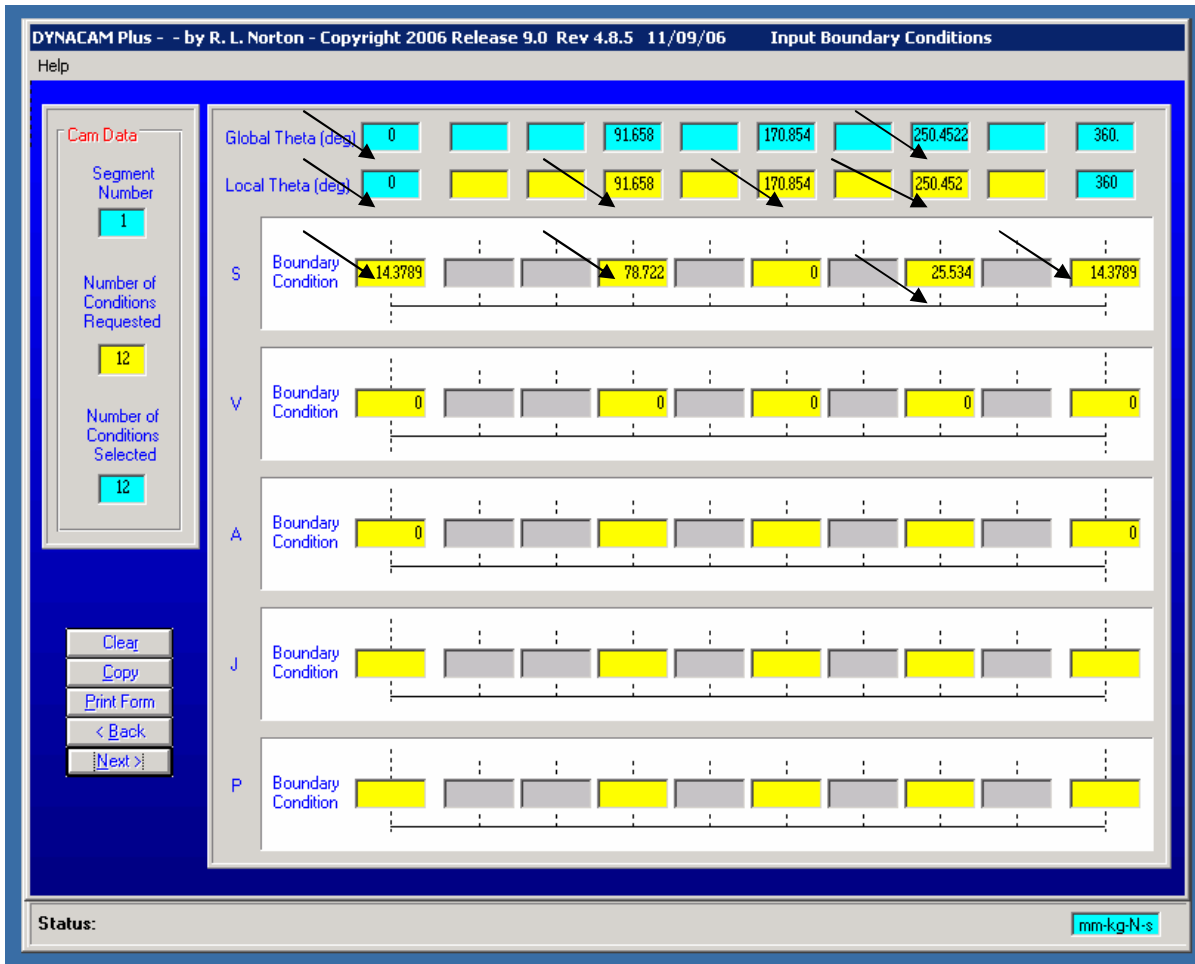 DYNACAM Plus - - by R. L. Norton - Copyright 2006 Release 9.0 Rev 4.8.5 11/09/06 Input Boundary Conditions
Help
Cam Data
Segment
Number
1
Number of
Conditions
Requested
12
Number of
Conditions
Selected
12
Clear
Copy
Print Form
< Back
Next >
Global Theta (deg) 0 91.658 170.854 250.4522 360.
Local Theta (deg) 0 91.658 170.854 250.452 360
S Boundary
Condition 14.3789 78.722 0 25.534 14.3789
V Boundary
Condition 0 0 0 0 0
A Boundary
Condition 0 0
J Boundary
Condition
P Boundary
Condition
Status: mm-kg-N-s